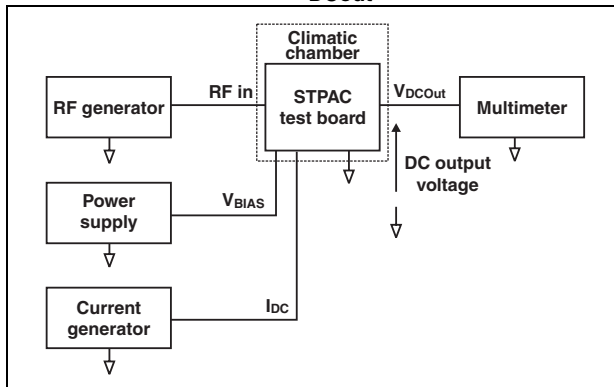 Climatic
chamber
RF generator
RF in
STPAC
test board
VDCOut
Multimeter
DC output
voltage
Power
supply
VBIAS
Current
generator
IDC